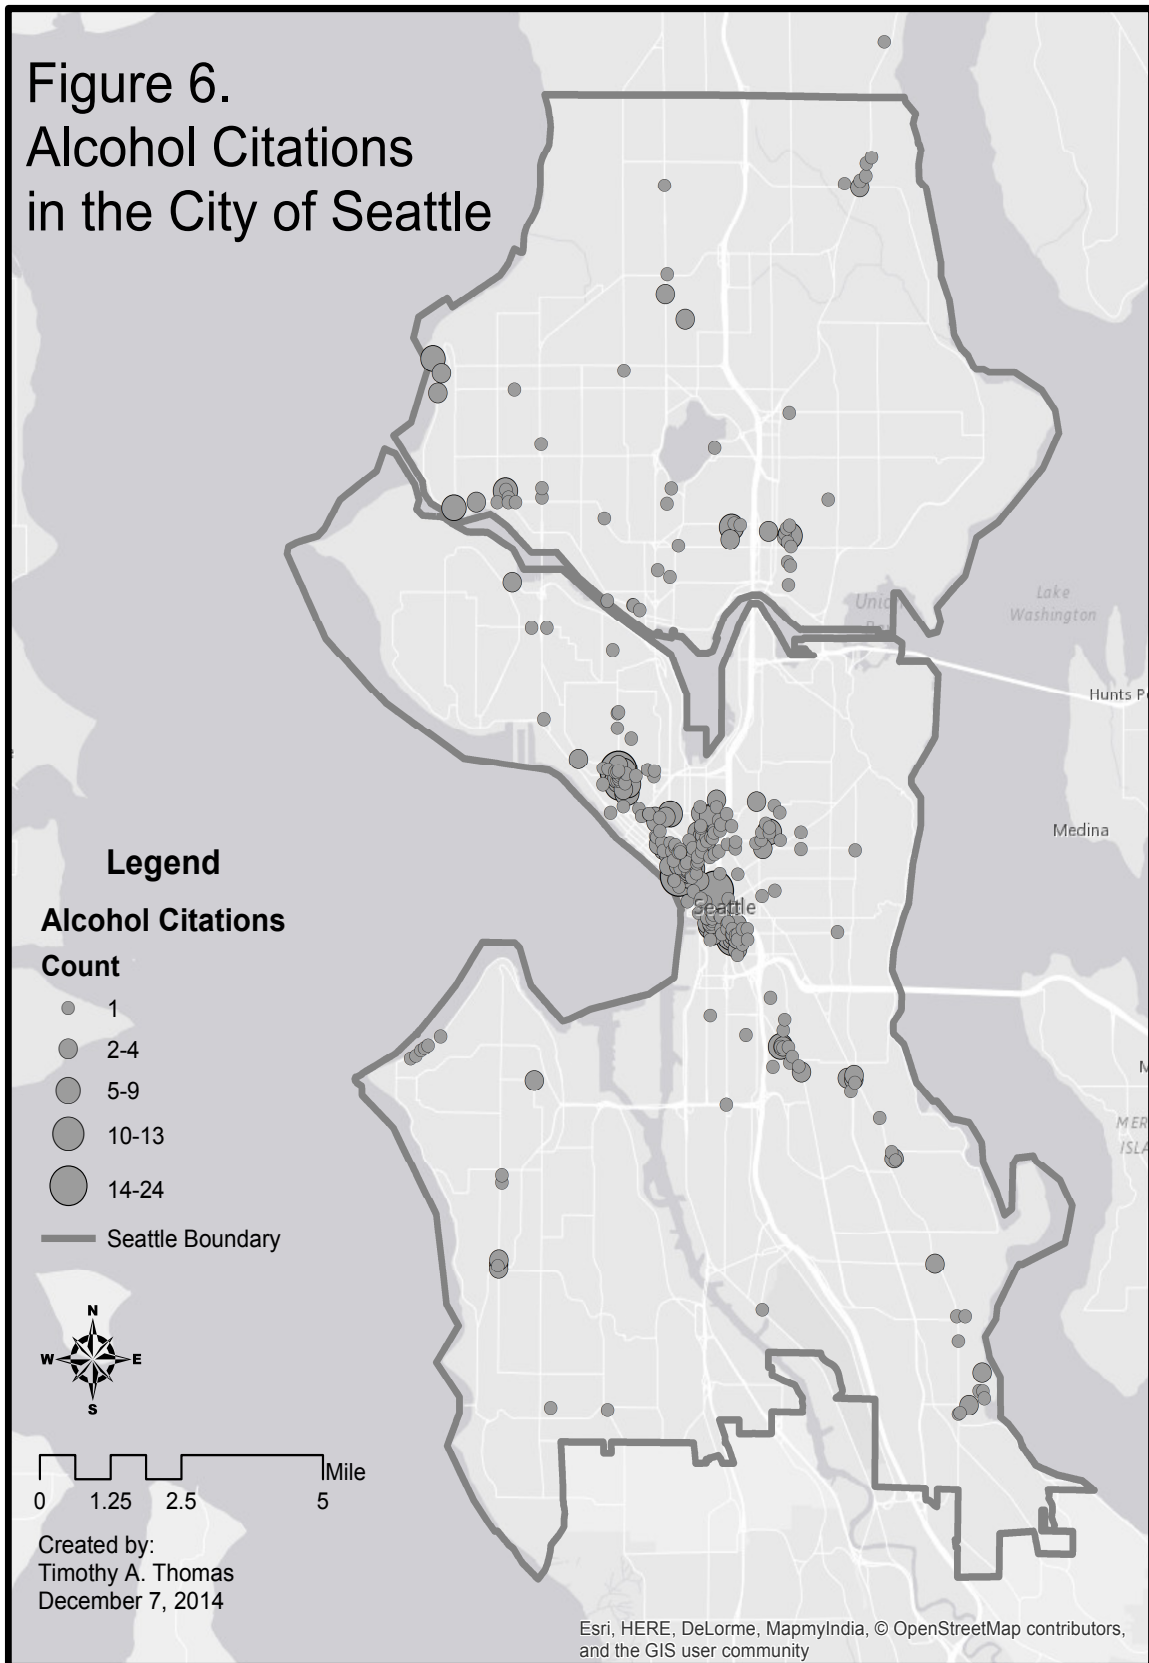 Figure 6.
Alcohol Citations
in the City of Seattle
Lake
Washington
Hunts P
Medina
Seattle
MER
ISLA
Legend
Alcohol Citations
Count
1
2-4
5-9
10-13
14-24
Seattle Boundary
N
W E
S
Mile
0 1.25 2.5 5
Created by:
Timothy A. Thomas
December 7, 2014
Esri, HERE, DeLorme, MapmyIndia, © OpenStreetMap contributors,
and the GIS user community